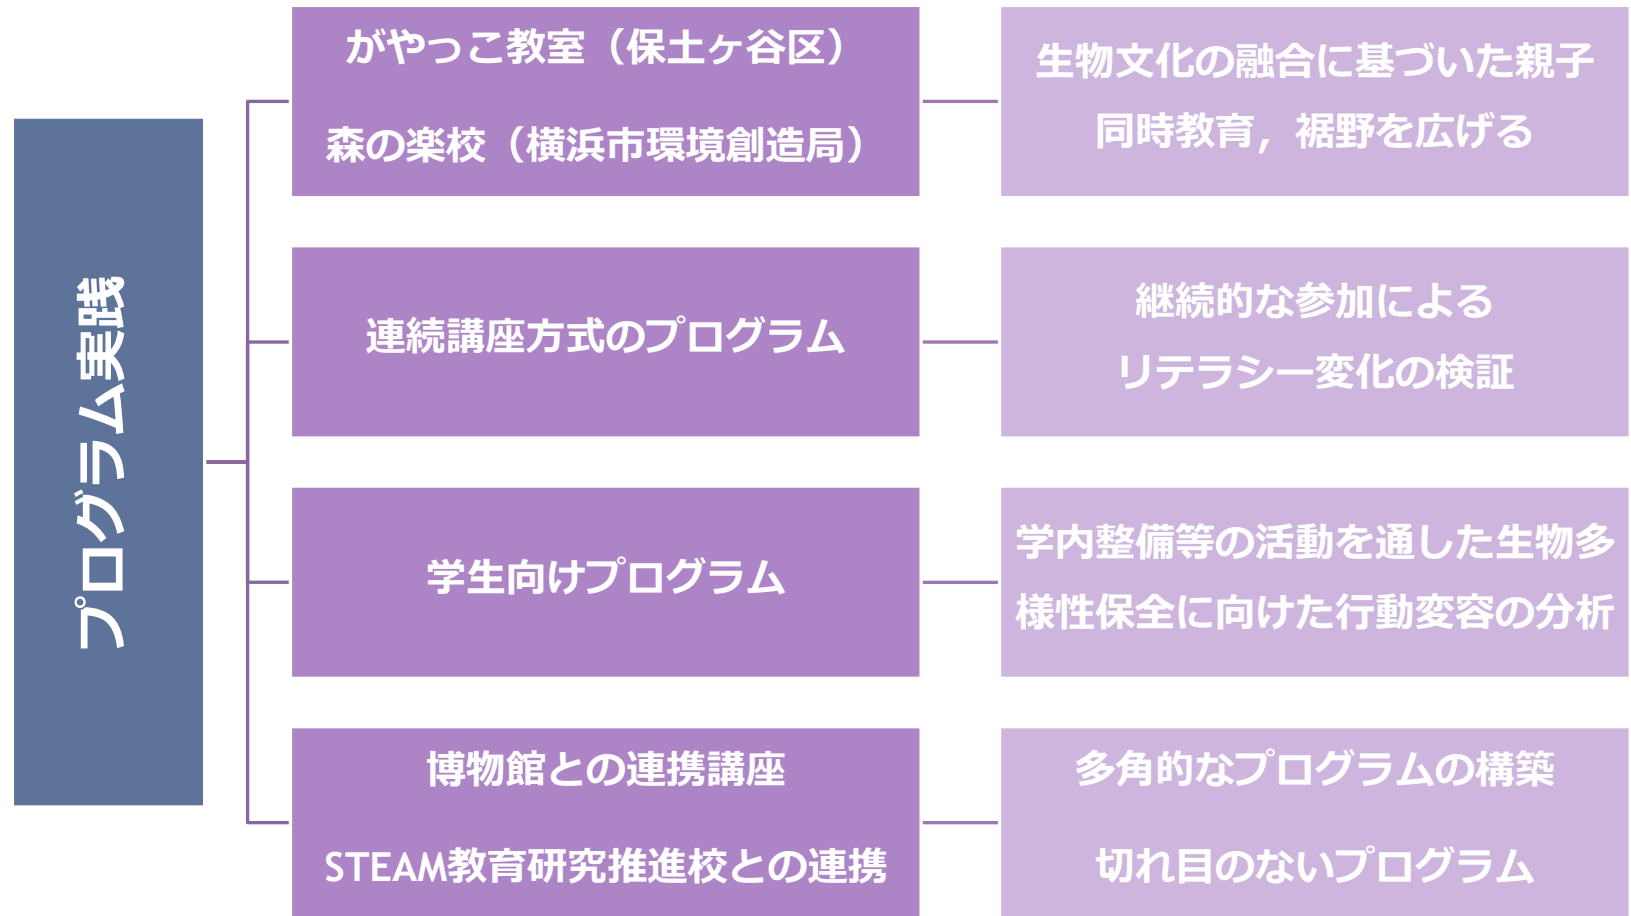 プログラム実践
がやっこ教室（保土ヶ谷区）
森の楽校（横浜市環境創造局）
生物文化の融合に基づいた親子
同時教育，裾野を広げる
連続講座方式のプログラム
継続的な参加による
リテラシー変化の検証
学生向けプログラム
学内整備等の活動を通した生物多
様性保全に向けた行動変容の分析
博物館との連携講座
STEAM教育研究推進校との連携
多角的なプログラムの構築
切れ目のないプログラム